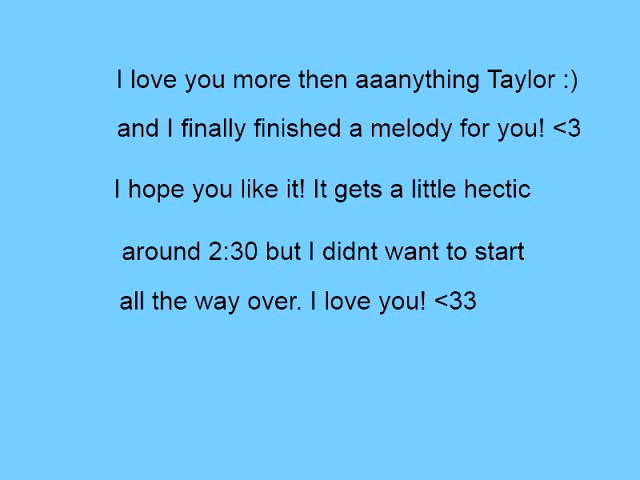 I love you more then aaanything Taylor :)
and I finally finished a melody for you! <3
I hope you like it! It gets a little hectic
around 2:30 but I didnt want to start
all the way over. I love you! <33